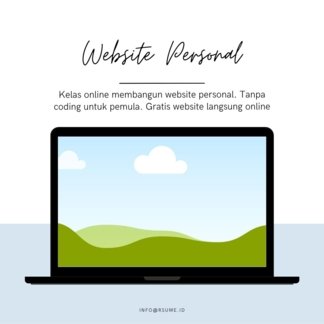 Website Personal
Kelas online membangun website personal. Tanpa
coding untuk pemula. Gratis website langsung online
INFO@RSUME.ID